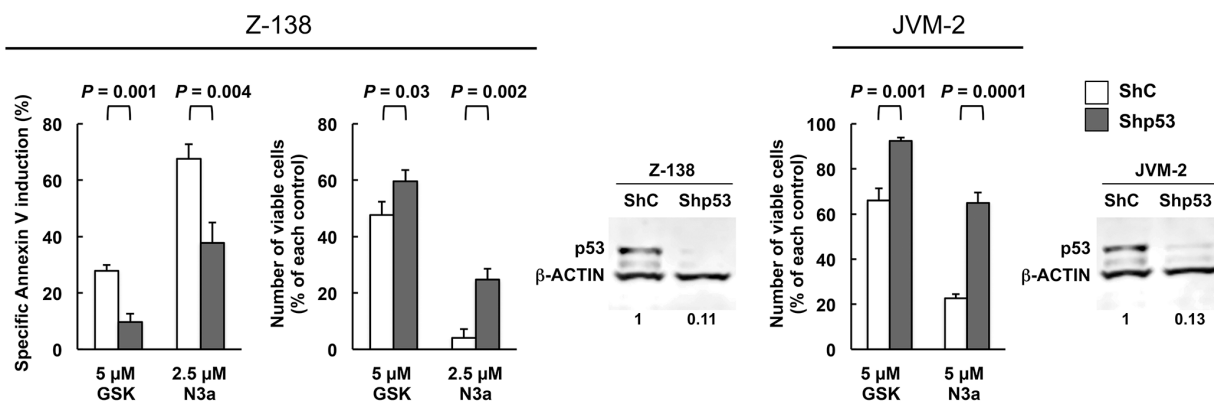 Z-138
JVM-2
P = 0.001 P = 0.004
P = 0.03 P = 0.002
P = 0.001 P = 0.0001
ShC
Shp53
Specific Annexin V induction (%)
80
60
40
20
0
5 µM
GSK
2.5 µM
N3a
Number of viable cells
(% of each control)
80
60
40
20
0
5 µM
GSK
2.5 µM
N3a
Z-138
ShC Shp53
p53
β-ACTIN
1 0.11
Number of viable cells
(% of each control)
100
80
60
40
20
0
5 µM
GSK
5 µM
N3a
JVM-2
ShC Shp53
p53
β-ACTIN
1 0.13